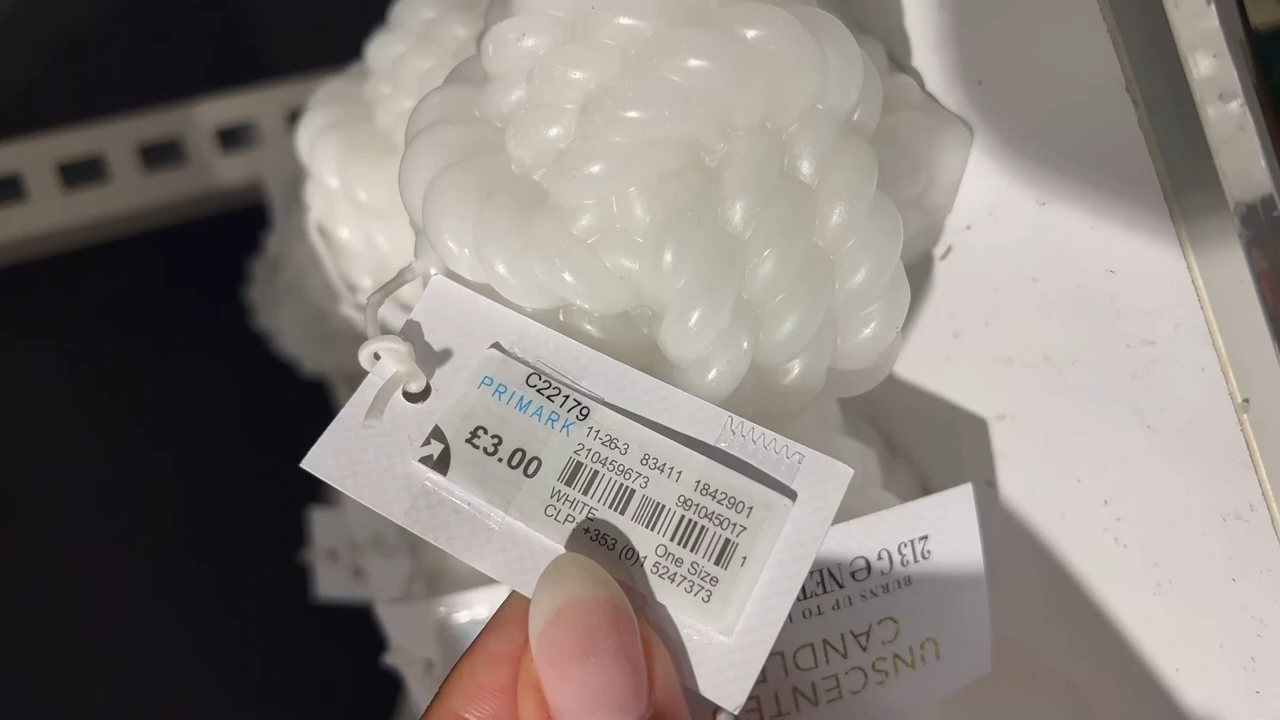 C22179
PRIMARK
£3.00
11-26-3 83411 1842901
210459673 991045017
1
WHITE One Size
CLP: +353 (0)1 5247373
UNSCENTED
CANDLE
BURNS UP TO
213G ℮ NET